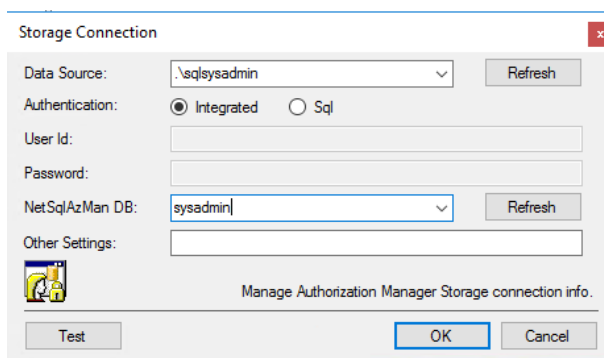 Storage Connection
x
Data Source: .\sqlsysadmin Refresh
Authentication: Integrated Sql
User Id:
Password:
NetSqlAzMan DB: sysadmin Refresh
Other Settings:
Manage Authorization Manager Storage connection info.
Test OK Cancel